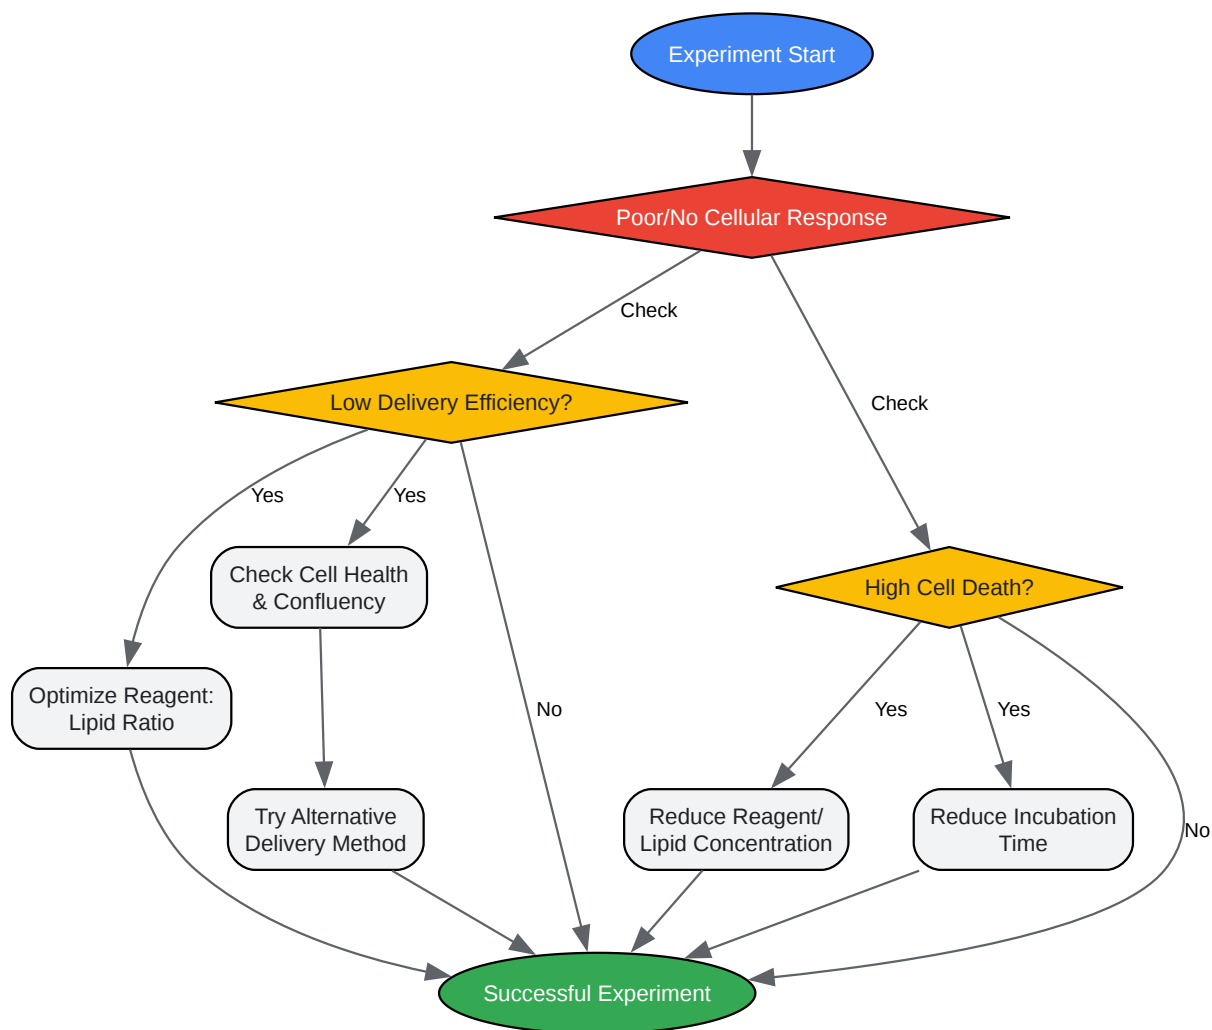 Experiment Start
Poor/No Cellular Response
Check
Low Delivery Efficiency?
Check
Yes
Yes
Check Cell Health
& Confluency
High Cell Death?
Optimize Reagent:
Lipid Ratio
No
Yes
Yes
Try Alternative
Delivery Method
Reduce Reagent/
Lipid Concentration
Reduce Incubation
Time
No
Successful Experiment